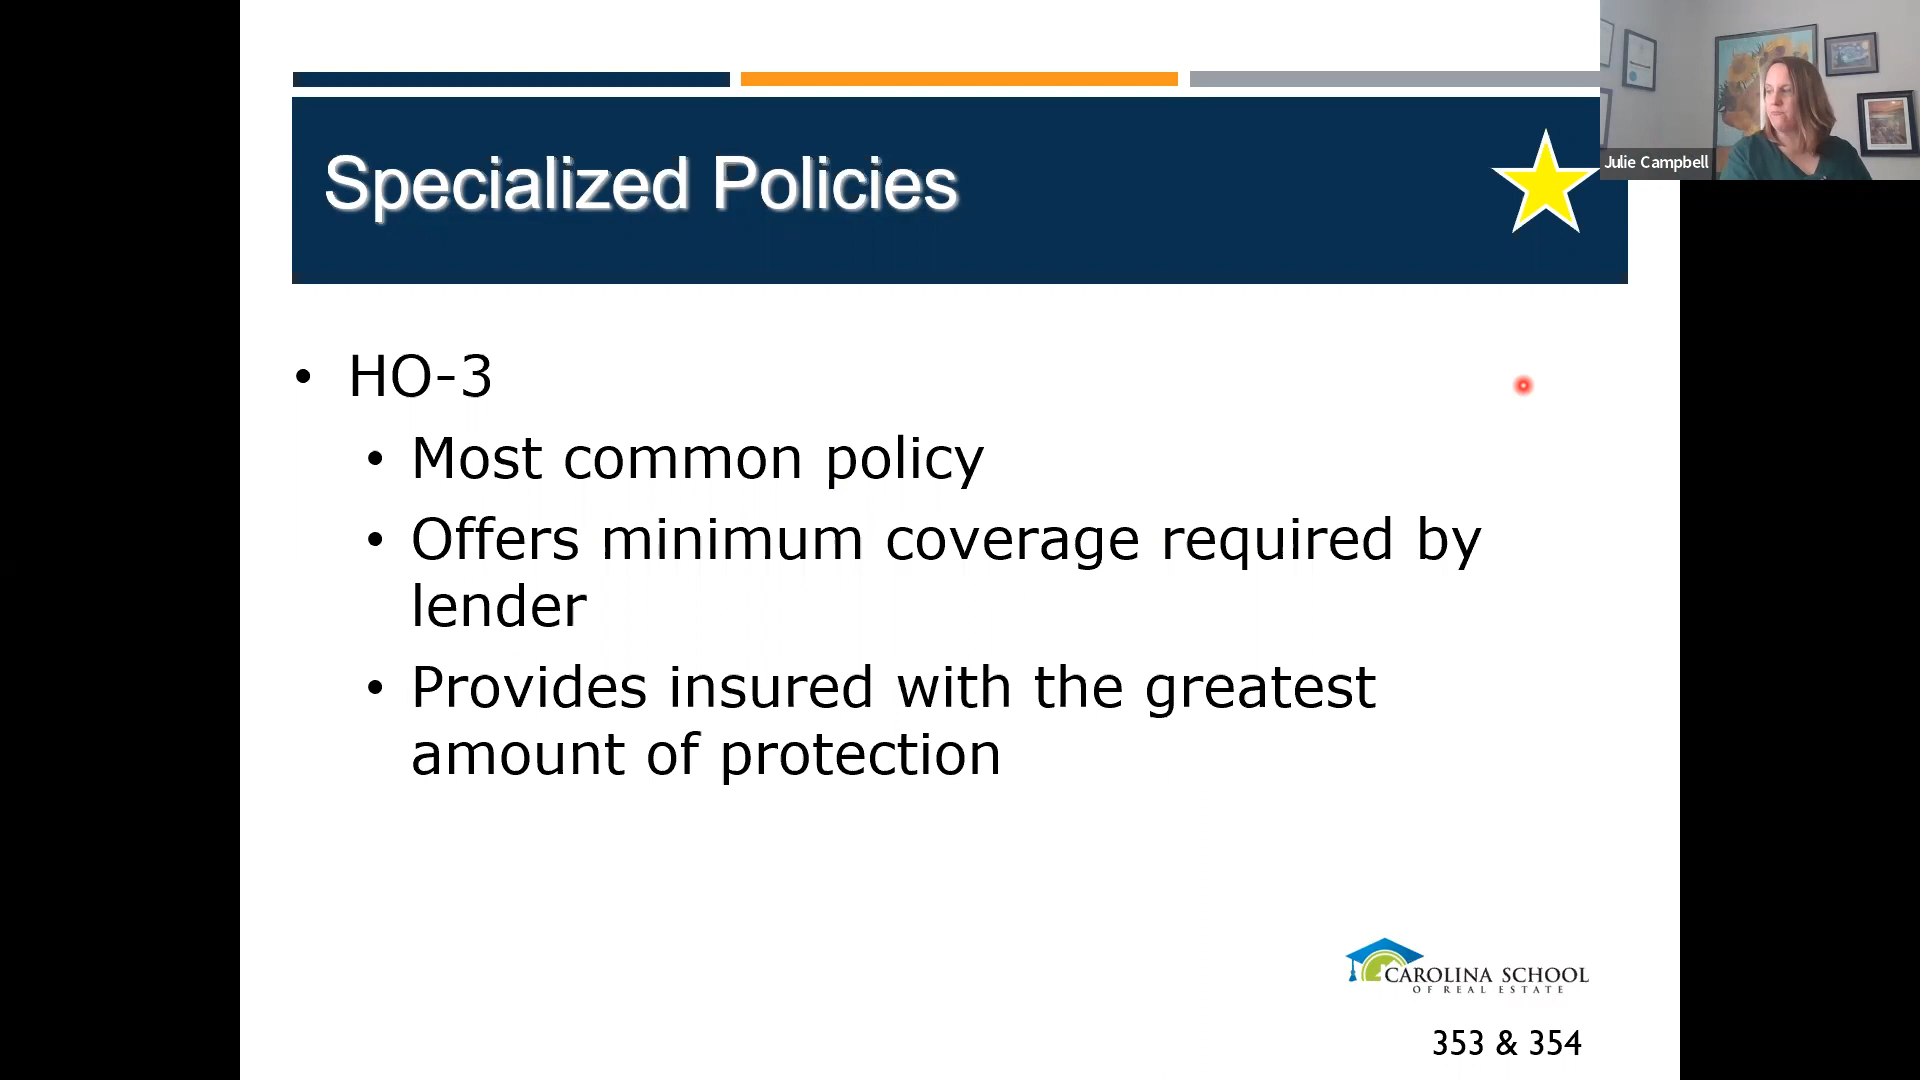 Julie Campbell
Specialized Policies
• HO-3
• Most common policy
• Offers minimum coverage required by
lender
• Provides insured with the greatest
amount of protection
CAROLINA SCHOOL
OF REAL ESTATE
353 & 354